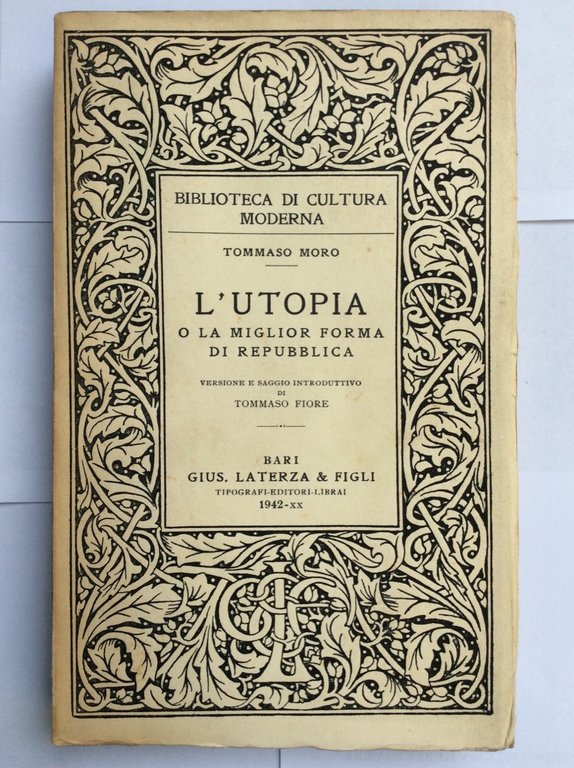 BIBLIOTECA DI CULTURA
MODERNA
TOMMASO MORO
L'UTOPIA
O LA MIGLIOR FORMA
DI REPUBBLICA
VERSIONE E SAGGIO INTRODUTTIVO
DI
TOMMASO FIORE
BARI
GIUS. LATERZA & FIGLI
TIPOGRAFI-EDITORI-LIBRAI
1942-XX